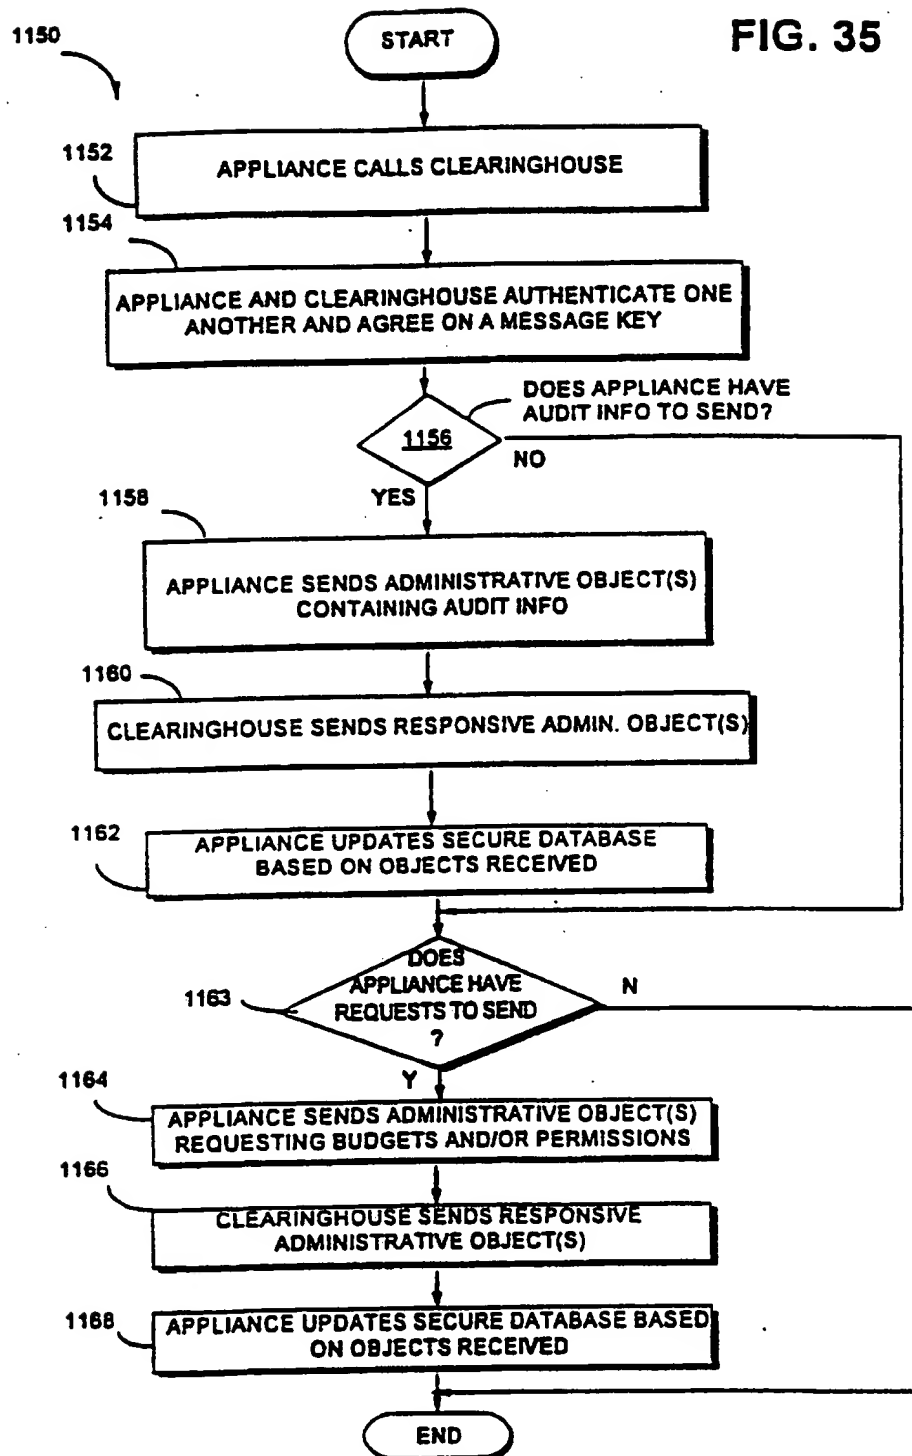 1150
START
FIG. 35
1152
APPLIANCE CALLS CLEARINGHOUSE
1154
APPLIANCE AND CLEARINGHOUSE AUTHENTICATE ONE
ANOTHER AND AGREE ON A MESSAGE KEY
DOES APPLIANCE HAVE
AUDIT INFO TO SEND?
1156
NO
YES
1158
APPLIANCE SENDS ADMINISTRATIVE OBJECT(S)
CONTAINING AUDIT INFO
1160
CLEARINGHOUSE SENDS RESPONSIVE ADMIN. OBJECT(S)
1162
APPLIANCE UPDATES SECURE DATABASE
BASED ON OBJECTS RECEIVED
DOES
APPLIANCE HAVE
REQUESTS TO SEND
?
1163
N
Y
1164
APPLIANCE SENDS ADMINISTRATIVE OBJECT(S)
REQUESTING BUDGETS AND/OR PERMISSIONS
1166
CLEARINGHOUSE SENDS RESPONSIVE
ADMINISTRATIVE OBJECT(S)
1168
APPLIANCE UPDATES SECURE DATABASE BASED
ON OBJECTS RECEIVED
END